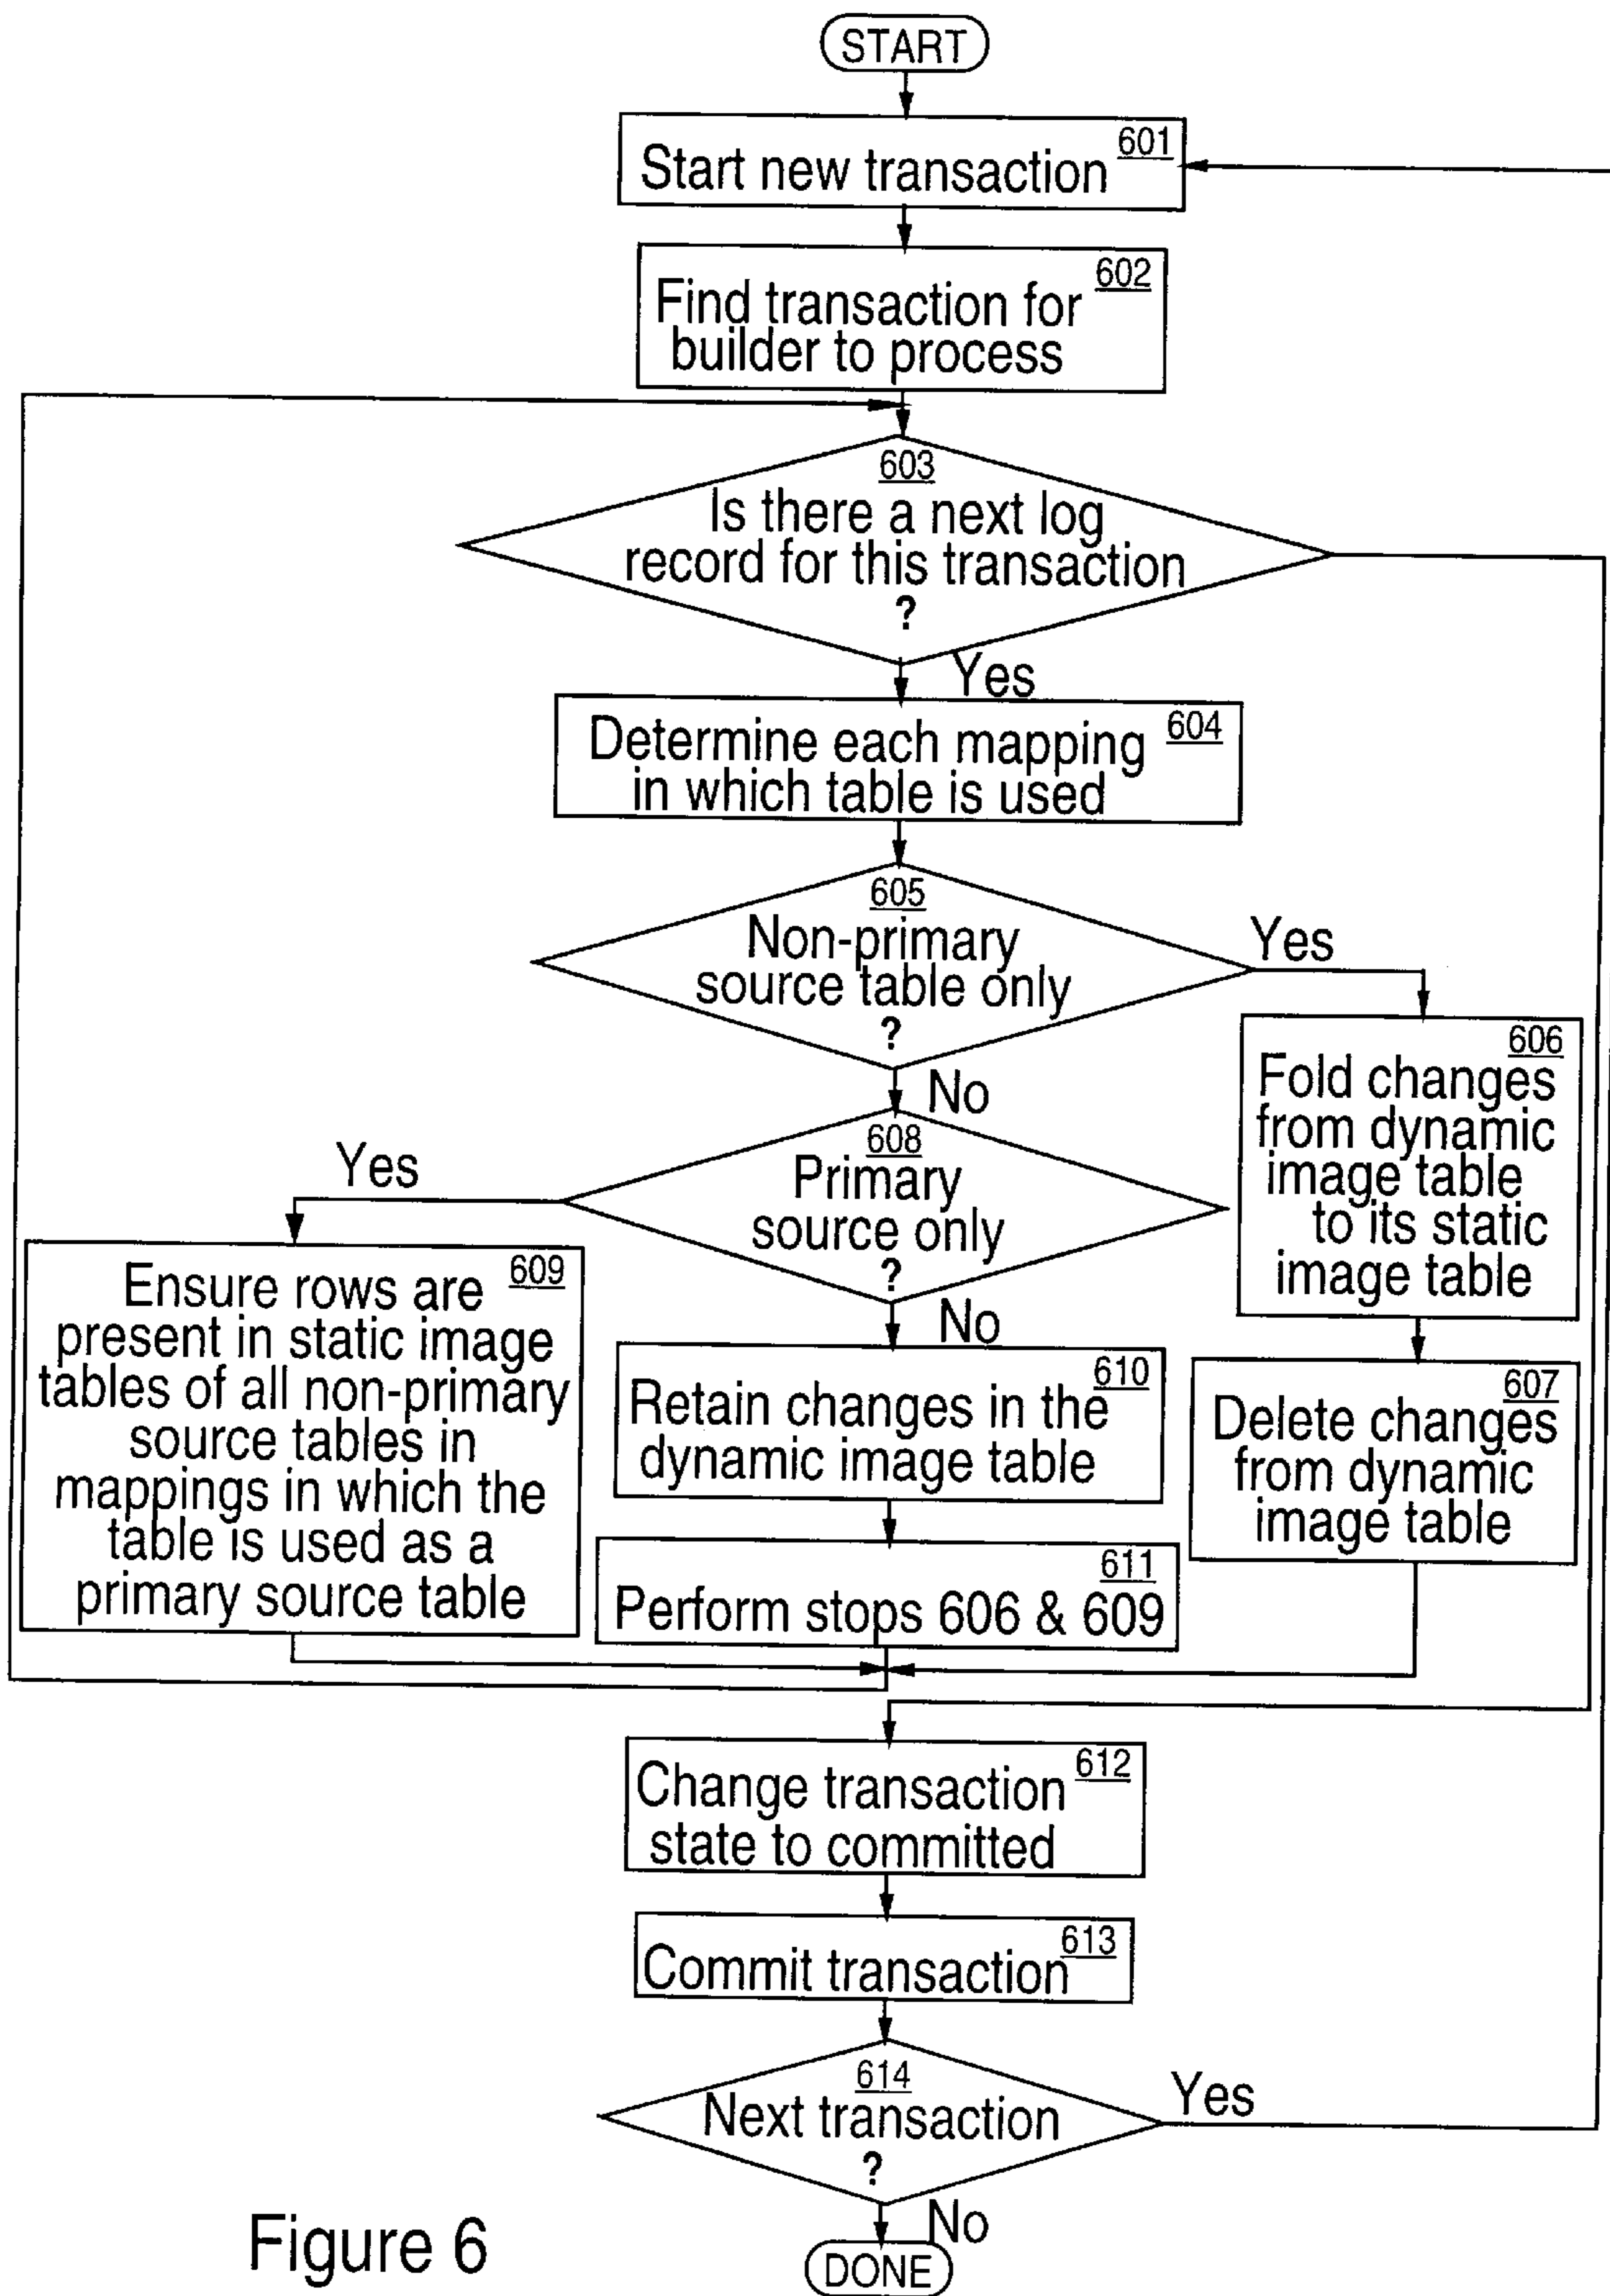 START
601
Start new transaction
602
Find transaction for
builder to process
603
Is there a next log
record for this transaction
?
Yes
604
Determine each mapping
in which table is used
605
Non-primary
source table only
?
Yes
No
606
Fold changes
from dynamic
image table
to its static
image table
608
Primary
source only
?
Yes
No
609
Ensure rows are
present in static image
tables of all non-primary
source tables in
mappings in which the
table is used as a
primary source table
610
Retain changes in the
dynamic image table
607
Delete changes
from dynamic
image table
611
Perform stops 606 & 609
612
Change transaction
state to committed
613
Commit transaction
614
Next transaction
?
Yes
No
DONE
Figure 6